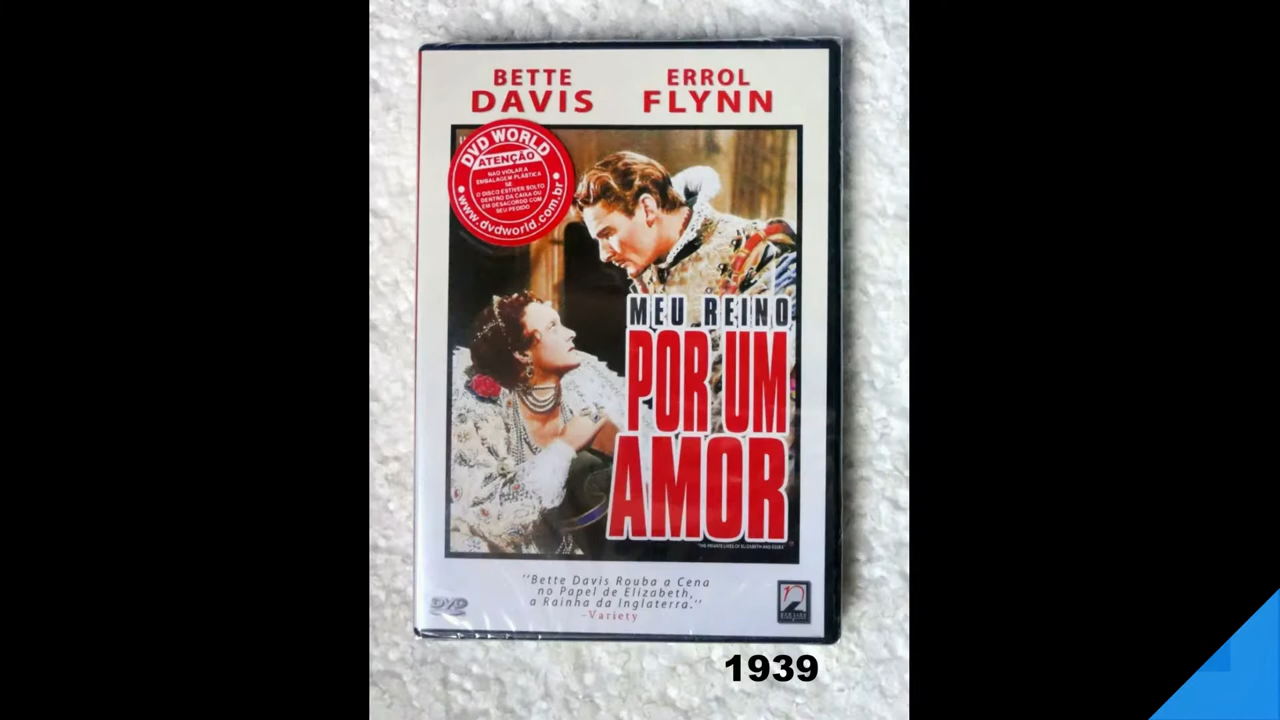 BETTE
DAVIS
ERROL
FLYNN
DVD WORLD
ATENÇÃO
NÃO VIOLAR A
EMBALAGEM PLÁSTICA
SE
O DISCO ESTIVER SOLTO
DENTRO DA CAIXA OU
EM DESACORDO COM
SEU PEDIDO
www.dvdworld.com.br
MEU REINO
POR UM
AMOR
"THE PRIVATE LIVES OF ELIZABETH AND ESSEX"
"Bette Davis Rouba a Cena
no Papel de Elizabeth,
a Rainha da Inglaterra."
-Variety
DVD
1939